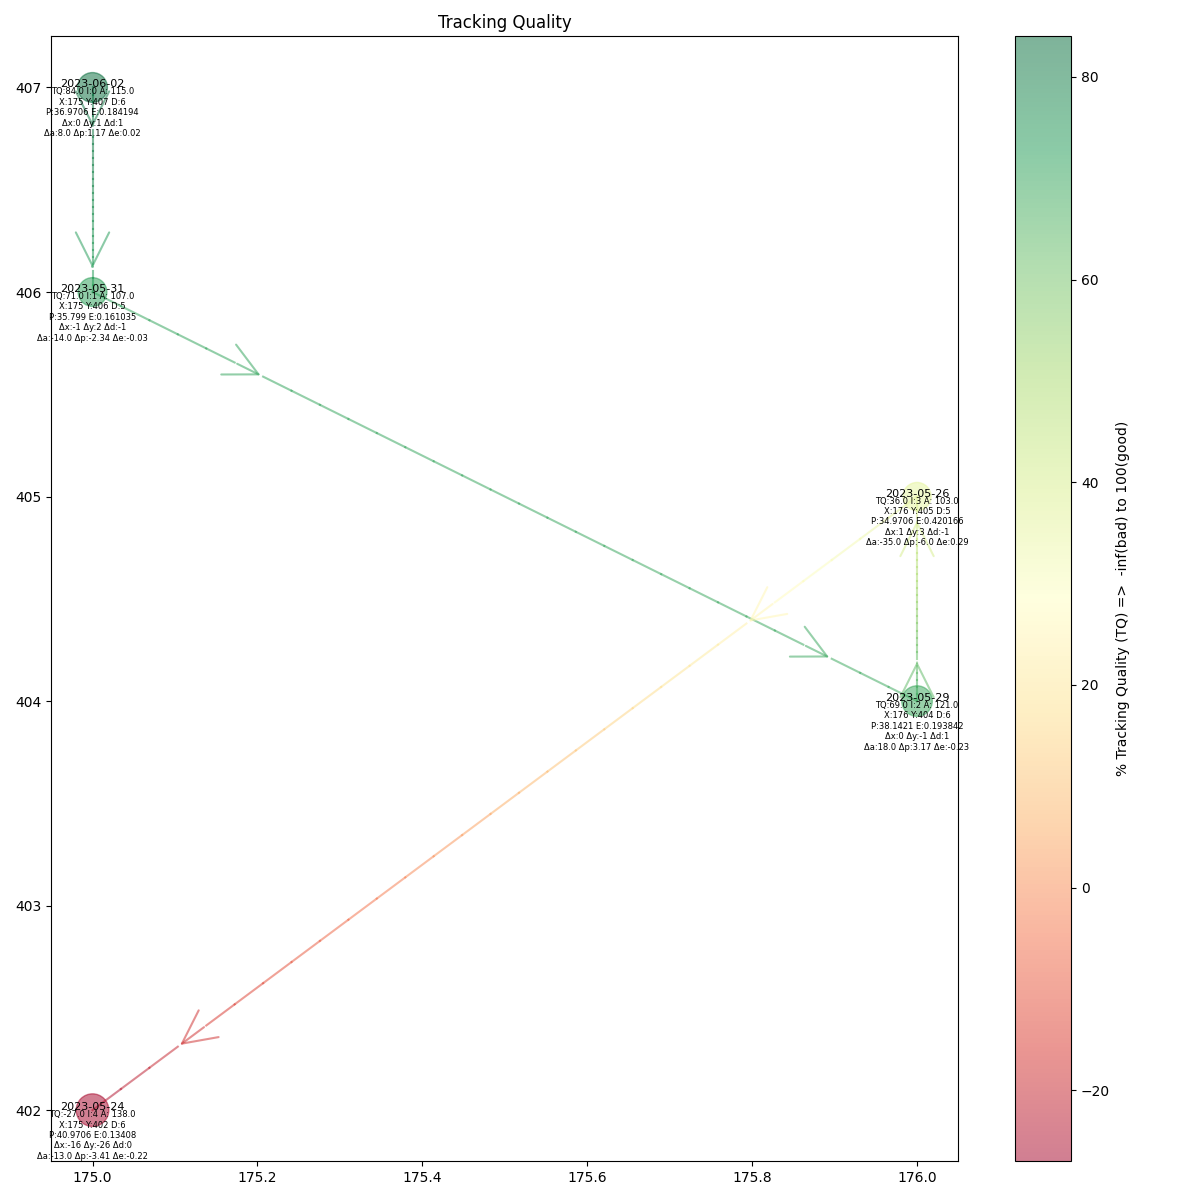 Tracking Quality
407
2023-06-02
TQ:84.0 I:0 A: 115.0
X:175 Y:407 D:6
P:36.9706 E:0.184194
Δx:0 Δy:1 Δd:1
Δa:8.0 Δp:1.17 Δe:0.02
406
2023-05-31
TQ:71.0 I:1 A: 107.0
X:175 Y:406 D:5
P:35.799 E:0.161035
Δx:-1 Δy:2 Δd:-1
Δa:-14.0 Δp:-2.34 Δe:-0.03
405
2023-05-26
TQ:36.0 I:3 A: 103.0
X:176 Y:405 D:5
P:34.9706 E:0.420166
Δx:1 Δy:3 Δd:-1
Δa:-35.0 Δp:-6.0 Δe:0.29
404
2023-05-29
TQ:69.0 I:2 A: 121.0
X:176 Y:404 D:6
P:38.1421 E:0.193842
Δx:0 Δy:-1 Δd:1
Δa:18.0 Δp:3.17 Δe:-0.23
403
402
2023-05-24
TQ:-27.0 I:4 A: 138.0
X:175 Y:402 D:6
P:40.9706 E:0.13408
Δx:-16 Δy:-26 Δd:0
Δa:-13.0 Δp:-3.41 Δe:-0.22
175.0
175.2
175.4
175.6
175.8
176.0
80
60
40
20
0
−20
% Tracking Quality (TQ) => -inf(bad) to 100(good)